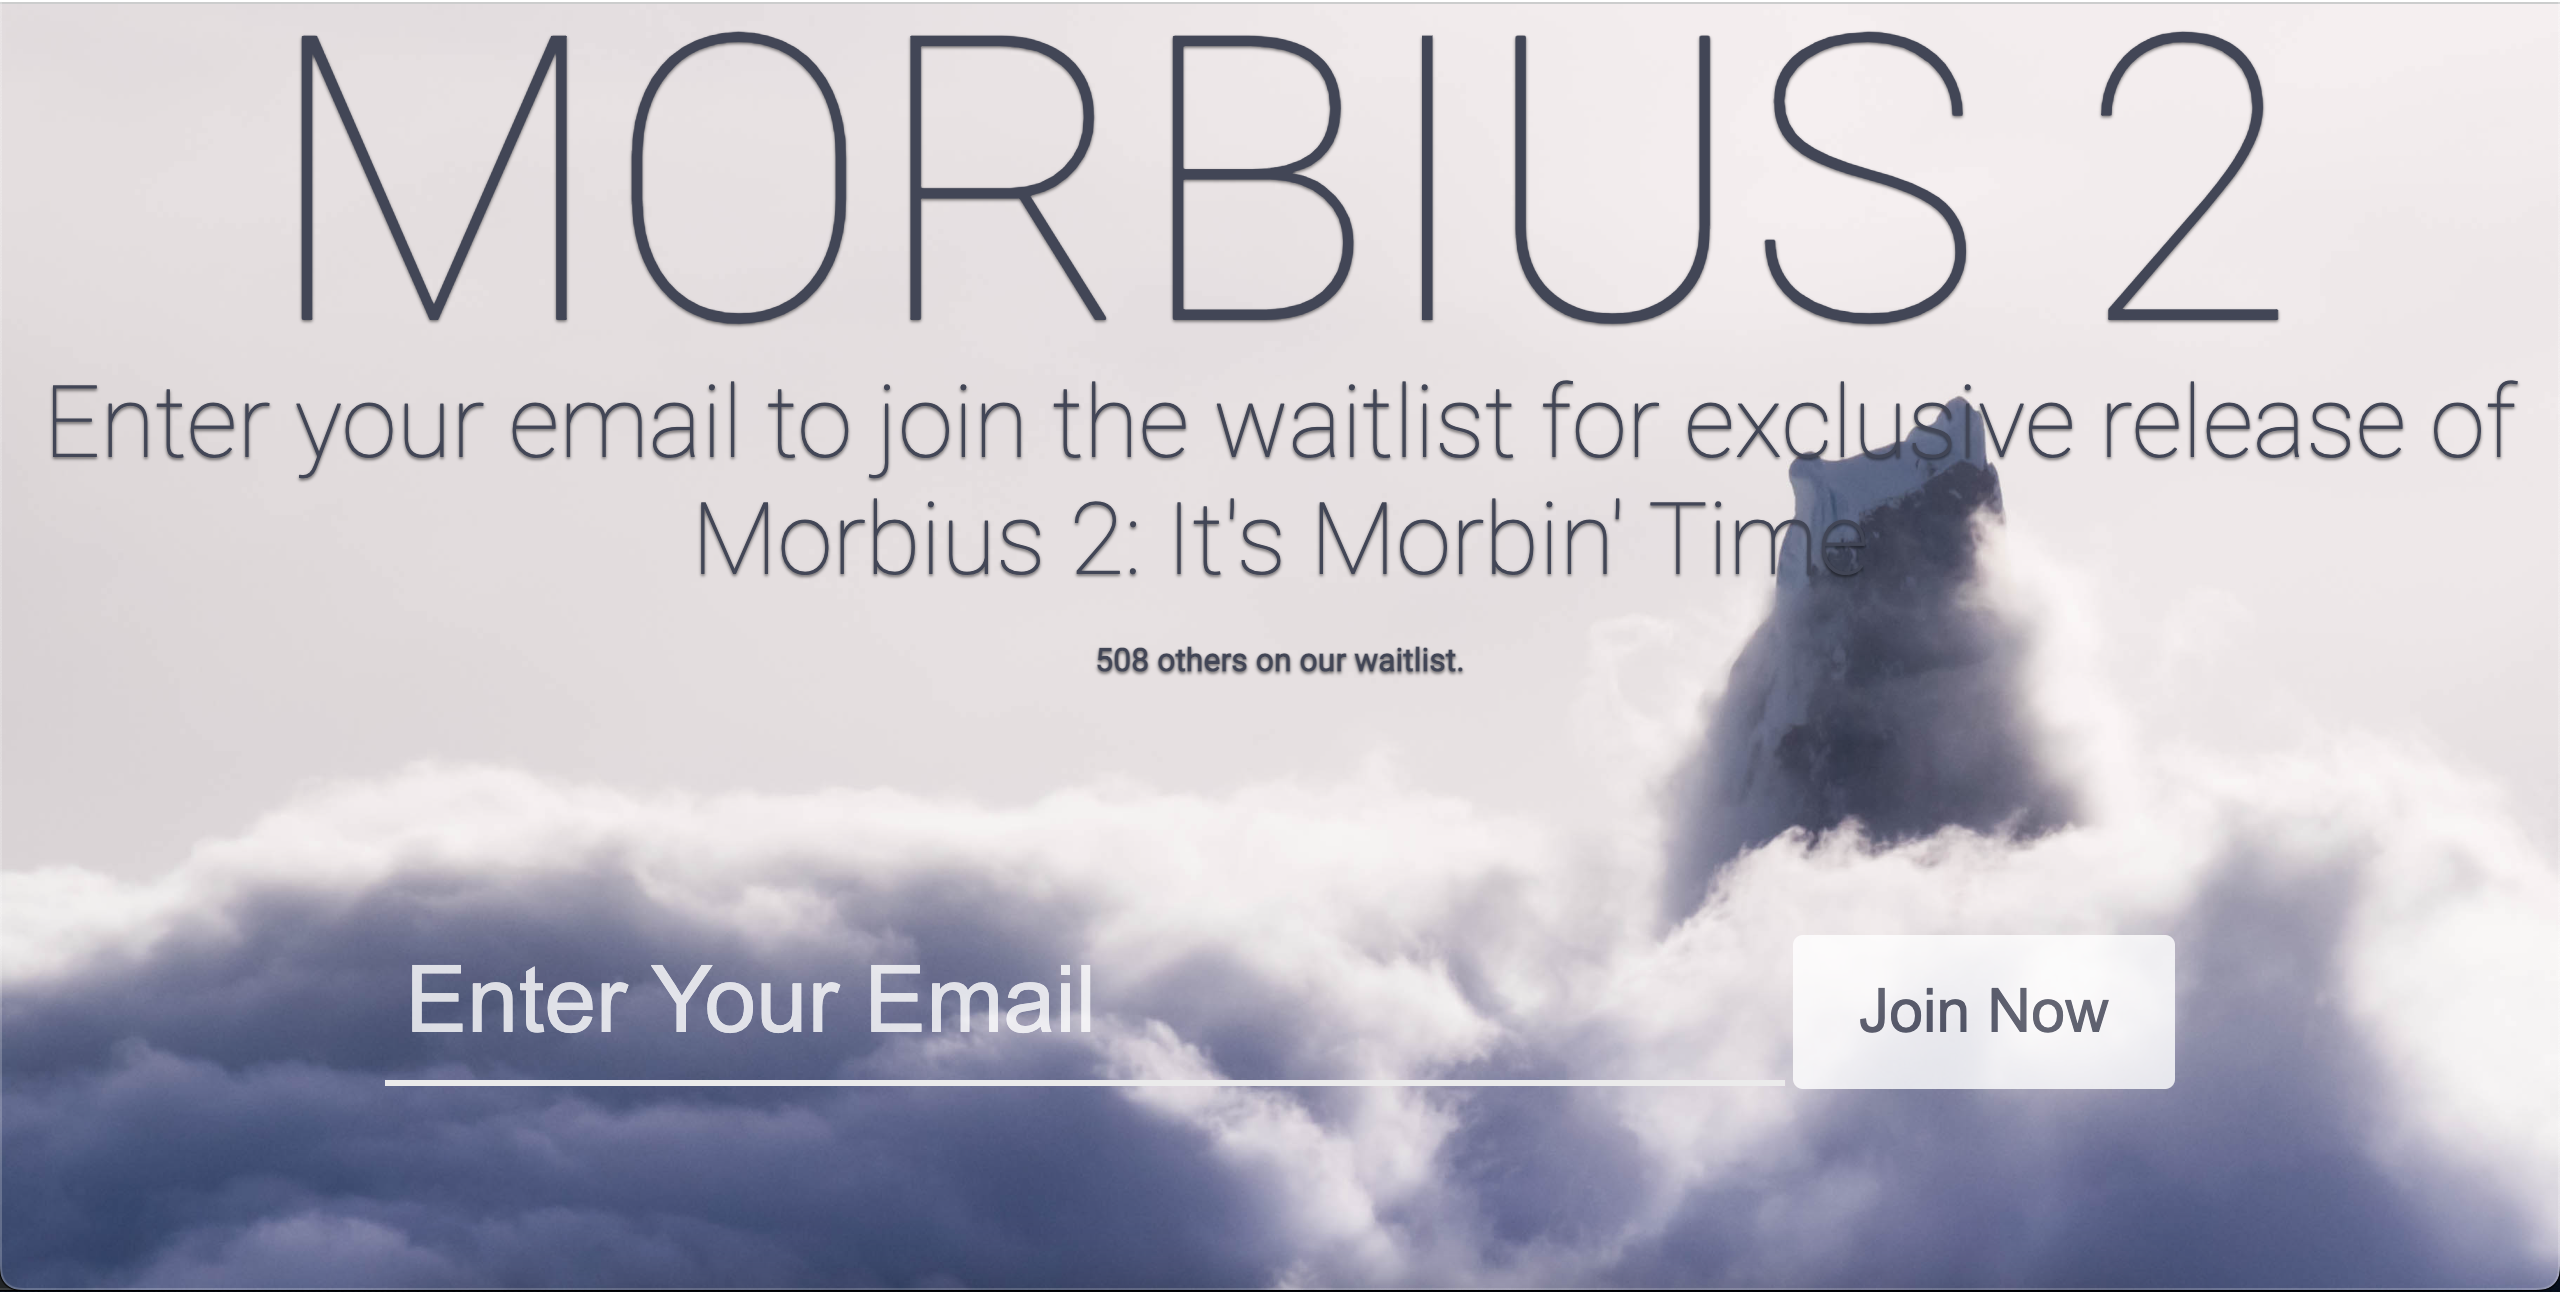 MORBIUS 2
Enter your email to join the waitlist for exclusive release of
Morbius 2: It's Morbin' Time
508 others on our waitlist.
Enter Your Email
Join Now